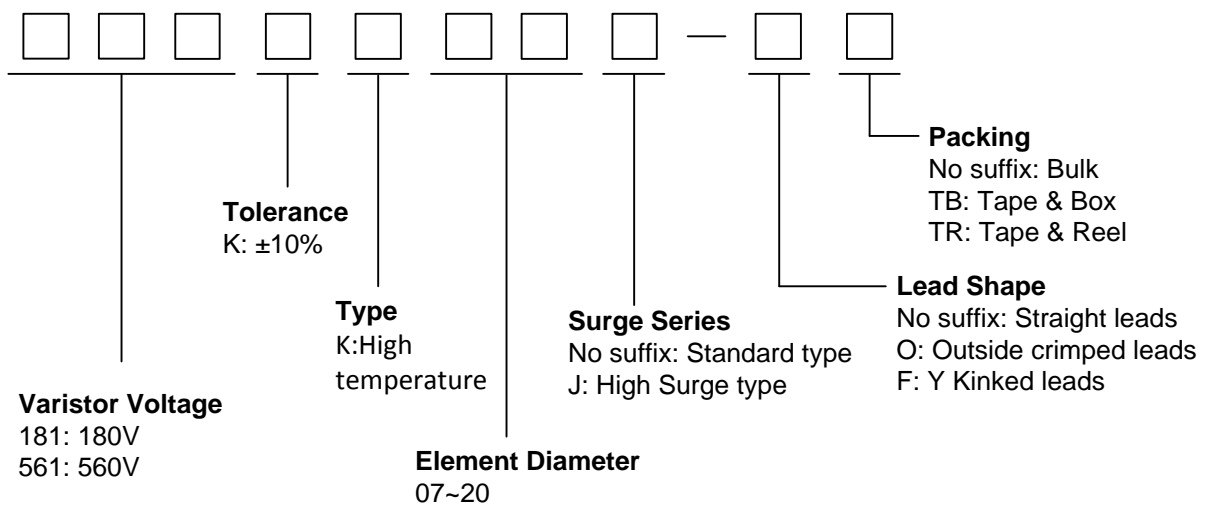 Packing
No suffix: Bulk
TB: Tape & Box
TR: Tape & Reel
Tolerance
K: ±10%
Lead Shape
No suffix: Straight leads
O: Outside crimped leads
F: Y Kinked leads
Type
K:High
temperature
Surge Series
No suffix: Standard type
J: High Surge type
Varistor Voltage
181: 180V
561: 560V
Element Diameter
07~20